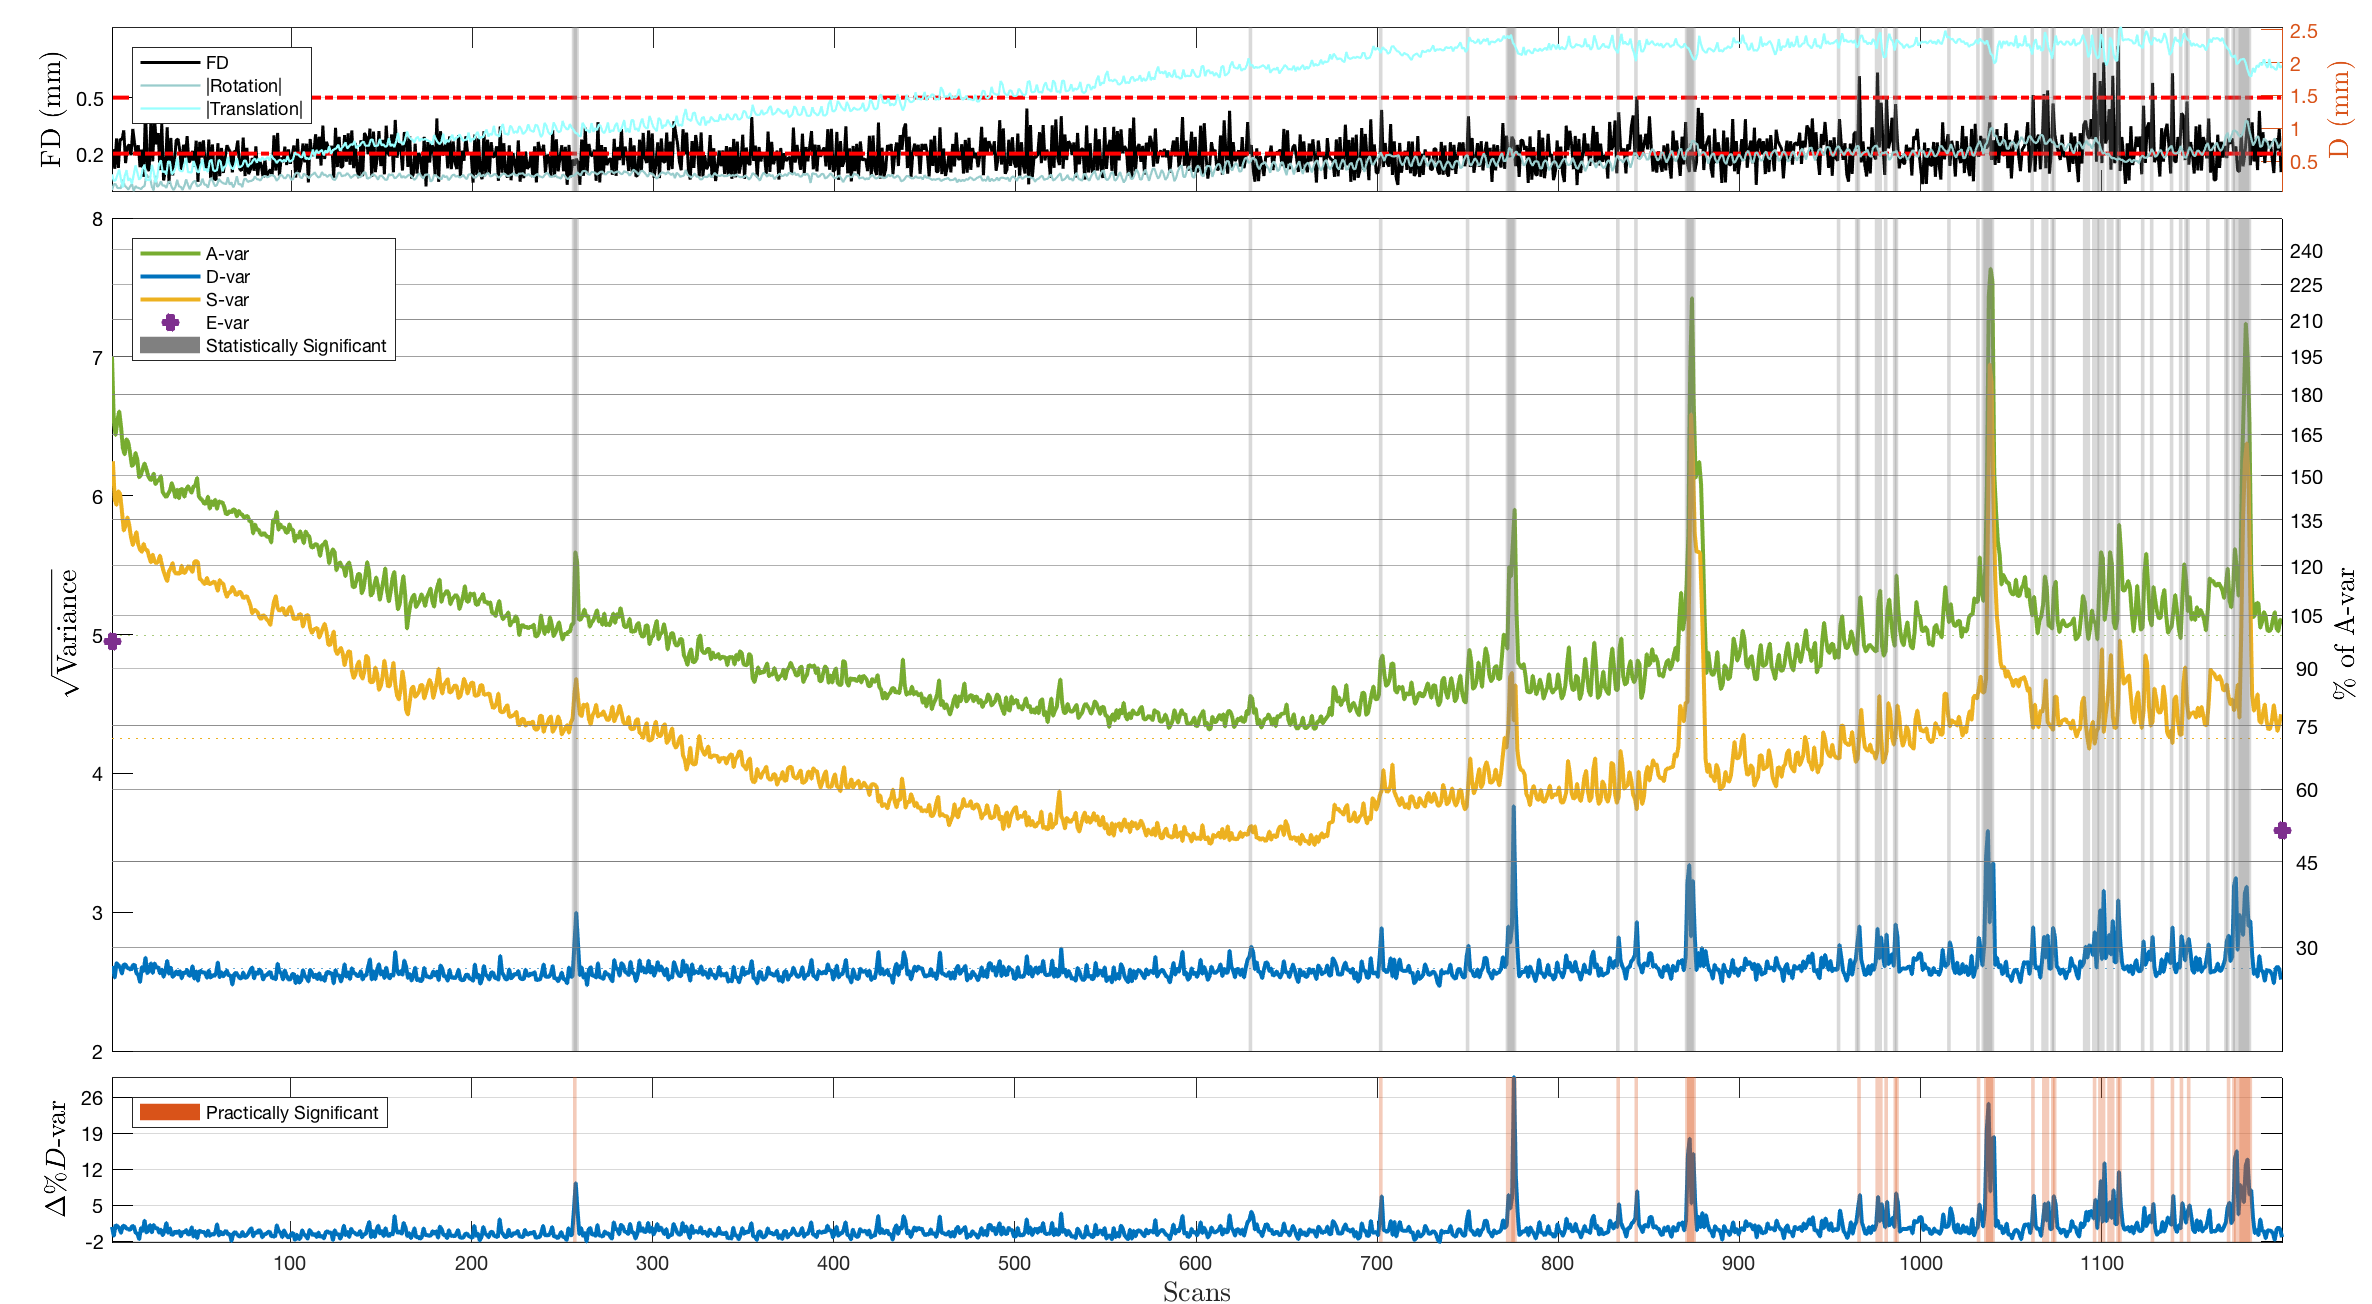 FD (mm)
0.5
0.2
FD
|Rotation|
|Translation|
2.5
2
1.5
1
0.5
D (mm)
√Variance
8
7
6
5
4
3
2
A-var
D-var
S-var
E-var
Statistically Significant
240
225
210
195
180
165
150
135
120
105
90
75
60
45
30
% of A-var
Δ%D-var
26
19
12
5
-2
Practically Significant
100 200 300 400 500 600 700 800 900 1000 1100
Scans